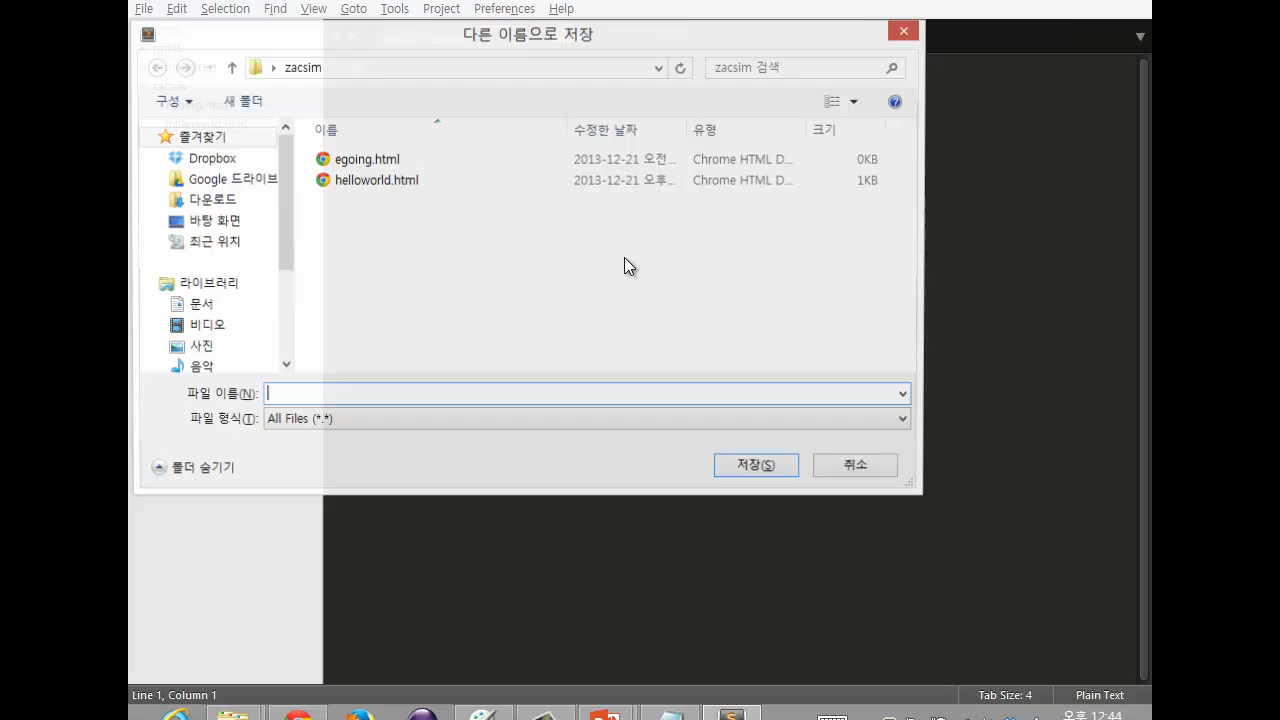 File Edit Selection Find View Goto Tools Project Preferences Help
다른 이름으로 저장
zacsim
zacsim 검색
구성 새 폴더
이름 수정한 날짜 유형 크기
즐겨찾기
Dropbox
Google 드라이브
다운로드
바탕 화면
최근 위치
라이브러리
문서
비디오
사진
음악
egoing.html 2013-12-21 오전... Chrome HTML D... 0KB
helloworld.html 2013-12-21 오후... Chrome HTML D... 1KB
파일 이름(N):
파일 형식(T): All Files (*.*)
폴더 숨기기
저장(S) 취소
Line 1, Column 1 Tab Size: 4 Plain Text
오후 12:44